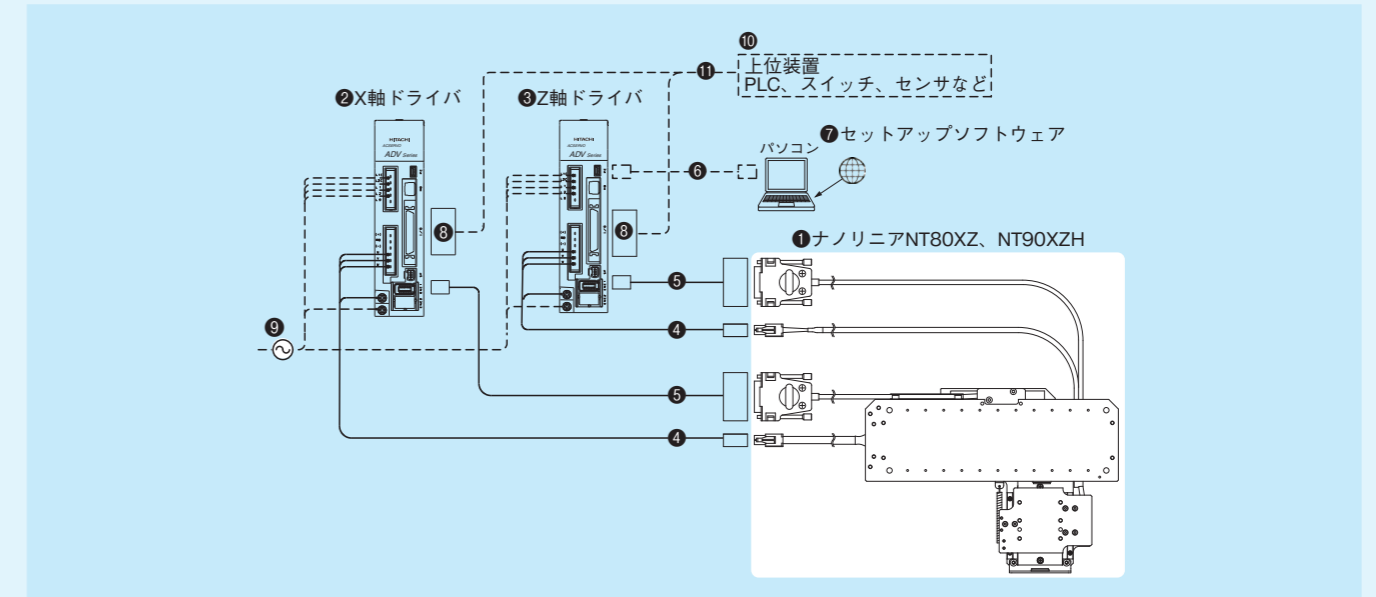 ❿
上位装置
PLC、スイッチ、センサなど
⓫
❷X軸ドライバ
❸Z軸ドライバ
❼セットアップソフトウェア
パソコン
HITACHI
ADV Series
HITACHI
ADV Series
❻
❽
❽
❶ナノリニアNT80XZ、NT90XZH
❺
❹
❾
❺
❹